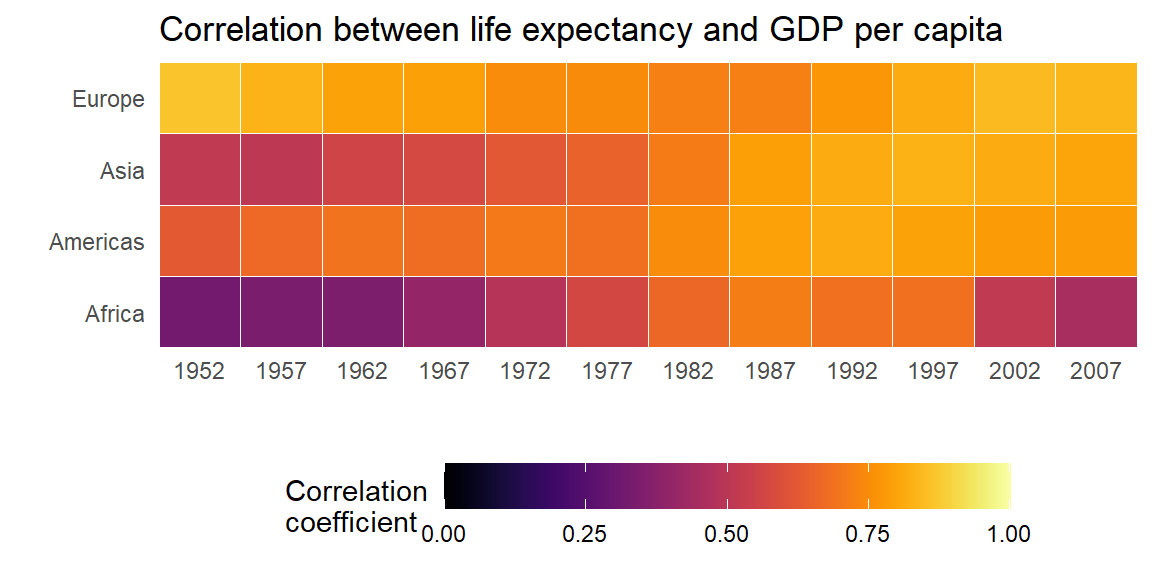 Correlation between life expectancy and GDP per capita
Europe
Asia
Americas
Africa
1952 1957 1962 1967 1972 1977 1982 1987 1992 1997 2002 2007
Correlation
coefficient
0.00 0.25 0.50 0.75 1.00